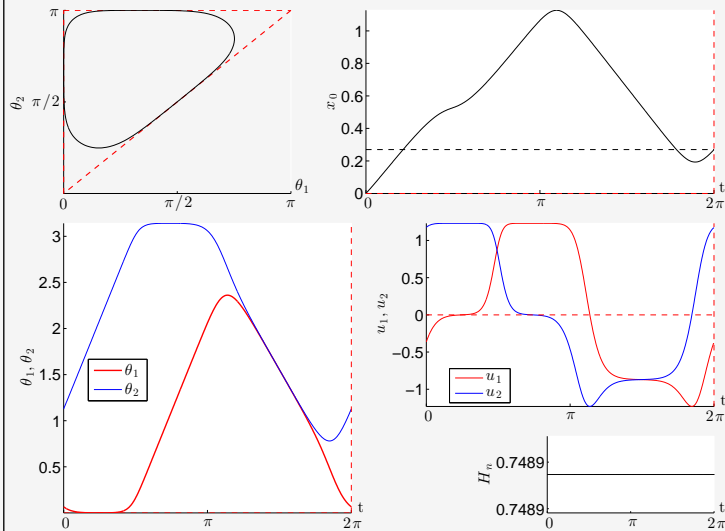 π
θ₂ π/2
0 π/2 π θ₁
1
0.8
0.6
0.4
0.2
0
x₀
π 2π t
3
2.5
2
1.5
1
0.5
θ₁, θ₂
θ₁
θ₂
0 π 2π t
1
0.5
0
−0.5
−1
u₁, u₂
u₁
u₂
0 π 2π t
0.7489
0.7489
Hₙ
0 π 2π t